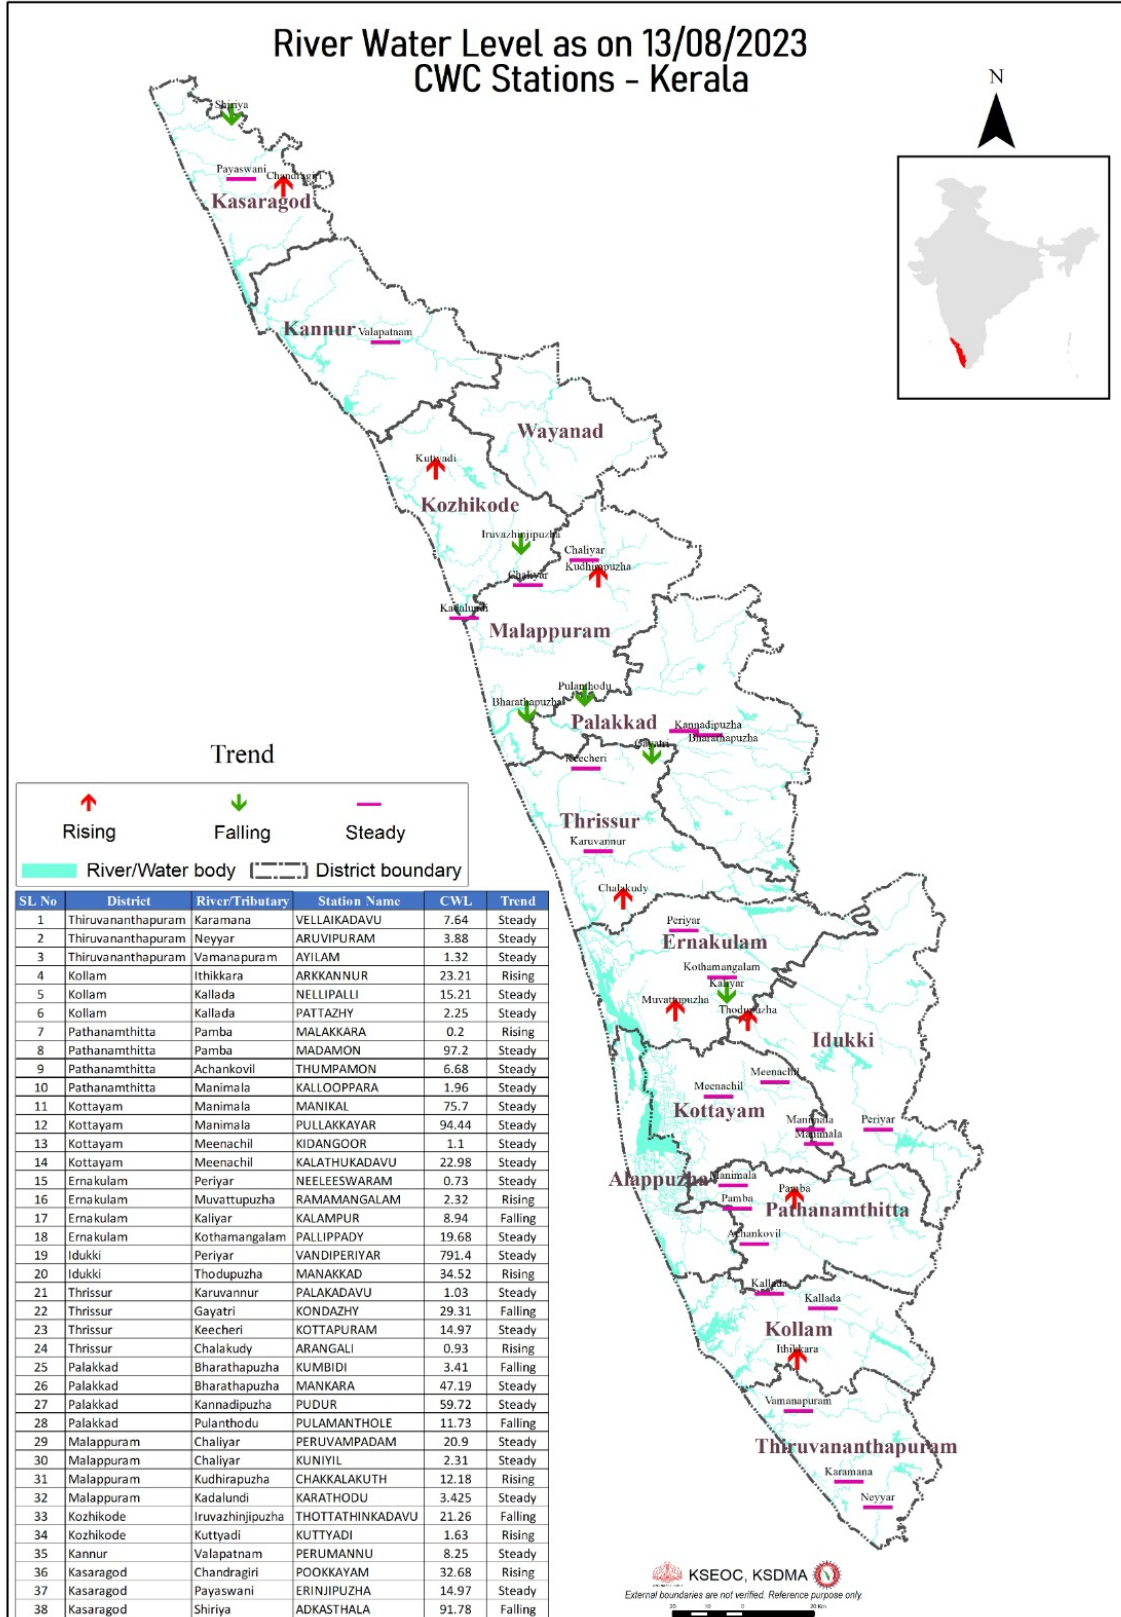 River Water Level as on 13/08/2023
CWC Stations - Kerala
N
Shiriya
Payaswani
Chandragiri
Kasaragod
Kannur
Valapatnam
Wayanad
Kuttyadi
Kozhikode
Iruvazhinjipuzha
Chaliyar
Kudhirapuzha
Chaliyar
Kadalundi
Malappuram
Pulanthodu
Bharathapuzha
Palakkad
Kannadipuzha
Bharathapuzha
Gayatri
Keecheri
Thrissur
Karuvannur
Chalakudy
Periyar
Ernakulam
Kothamangalam
Kaliyar
Muvattupuzha
Thodupuzha
Idukki
Meenachil
Meenachil
Kottayam
Manimala
Periyar
Manimala
Alappuzha
Manimala
Pamba
Pamba
Pathanamthitta
Achankovil
Kallada
Kallada
Kollam
Ithikkara
Vamanapuram
Thiruvananthapuram
Karamana
Neyyar
Trend
Rising Falling Steady
River/Water body District boundary
SL No District River/Tributary Station Name CWL Trend
1 Thiruvananthapuram Karamana VELLAIKADAVU 7.64 Steady
2 Thiruvananthapuram Neyyar ARUVIPURAM 3.88 Steady
3 Thiruvananthapuram Vamanapuram AYILAM 1.32 Steady
4 Kollam Ithikkara ARKKANNUR 23.21 Rising
5 Kollam Kallada NELLIPALLI 15.21 Steady
6 Kollam Kallada PATTAZHY 2.25 Steady
7 Pathanamthitta Pamba MALAKKARA 0.2 Rising
8 Pathanamthitta Pamba MADAMON 97.2 Steady
9 Pathanamthitta Achankovil THUMPAMON 6.68 Steady
10 Pathanamthitta Manimala KALLOOPPARA 1.96 Steady
11 Kottayam Manimala MANIKAL 75.7 Steady
12 Kottayam Manimala PULLAKKAYAR 94.44 Steady
13 Kottayam Meenachil KIDANGOOR 1.1 Steady
14 Kottayam Meenachil KALATHUKADAVU 22.98 Steady
15 Ernakulam Periyar NEELEESWARAM 0.73 Steady
16 Ernakulam Muvattupuzha RAMAMANGALAM 2.32 Rising
17 Ernakulam Kaliyar KALAMPUR 8.94 Falling
18 Ernakulam Kothamangalam PALLIPPADY 19.68 Steady
19 Idukki Periyar VANDIPERIYAR 791.4 Steady
20 Idukki Thodupuzha MANAKKAD 34.52 Rising
21 Thrissur Karuvannur PALAKADAVU 1.03 Steady
22 Thrissur Gayatri KONDAZHY 29.31 Falling
23 Thrissur Keecheri KOTTAPURAM 14.97 Steady
24 Thrissur Chalakudy ARANGALI 0.93 Rising
25 Palakkad Bharathapuzha KUMBIDI 3.41 Falling
26 Palakkad Bharathapuzha MANKARA 47.19 Steady
27 Palakkad Kannadipuzha PUDUR 59.72 Steady
28 Palakkad Pulanthodu PULAMANTHOLE 11.73 Falling
29 Malappuram Chaliyar PERUVAMPADAM 20.9 Steady
30 Malappuram Chaliyar KUNIYIL 2.31 Steady
31 Malappuram Kudhirapuzha CHAKKALAKUTH 12.18 Rising
32 Malappuram Kadalundi KARATHODU 3.425 Steady
33 Kozhikode Iruvazhinjipuzha THOTTATHINKADAVU 21.26 Falling
34 Kozhikode Kuttyadi KUTTYADI 1.63 Rising
35 Kannur Valapatnam PERUMANNU 8.25 Steady
36 Kasaragod Chandragiri POOKKAYAM 32.68 Rising
37 Kasaragod Payaswani ERINJIPUZHA 14.97 Steady
38 Kasaragod Shiriya ADKASTHALA 91.78 Falling
KSEOC, KSDMA
External boundaries are not verified. Reference purpose only.
20 10 0 20 Km